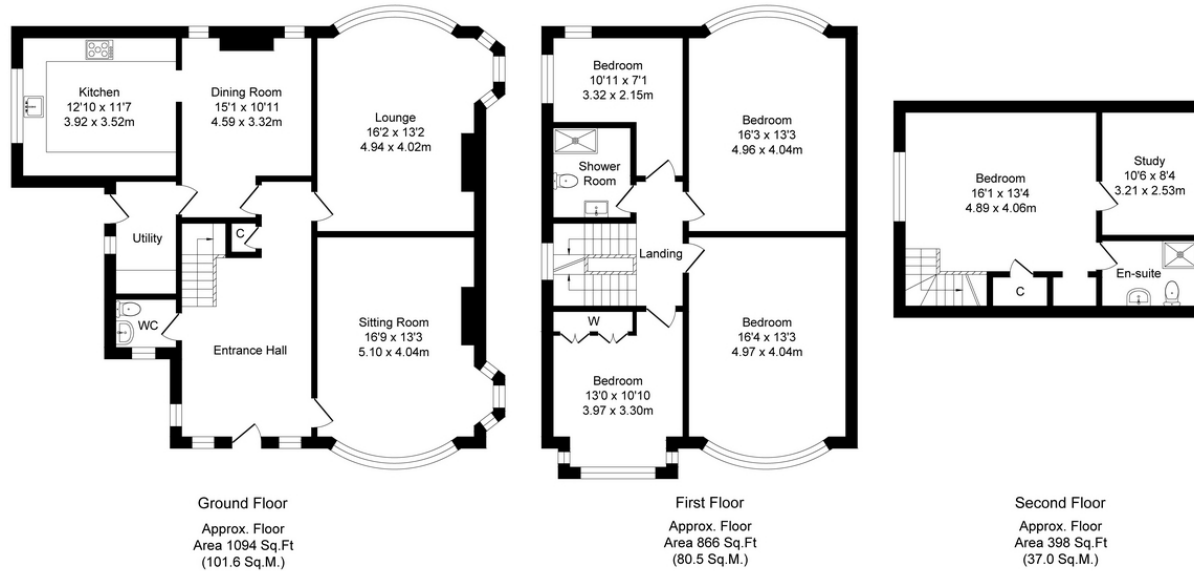 Kitchen
12'10 x 11'7
3.92 x 3.52m
Dining Room
15'1 x 10'11
4.59 x 3.32m
Lounge
16'2 x 13'2
4.94 x 4.02m
Utility
C
WC
Entrance Hall
Sitting Room
16'9 x 13'3
5.10 x 4.04m
Ground Floor
Approx. Floor
Area 1094 Sq.Ft
(101.6 Sq.M.)
Bedroom
10'11 x 7'1
3.32 x 2.15m
Bedroom
16'3 x 13'3
4.96 x 4.04m
Shower
Room
Landing
W
Bedroom
13'0 x 10'10
3.97 x 3.30m
Bedroom
16'4 x 13'3
4.97 x 4.04m
First Floor
Approx. Floor
Area 866 Sq.Ft
(80.5 Sq.M.)
Bedroom
16'1 x 13'4
4.89 x 4.06m
Study
10'6 x 8'4
3.21 x 2.53m
En-suite
C
Second Floor
Approx. Floor
Area 398 Sq.Ft
(37.0 Sq.M.)